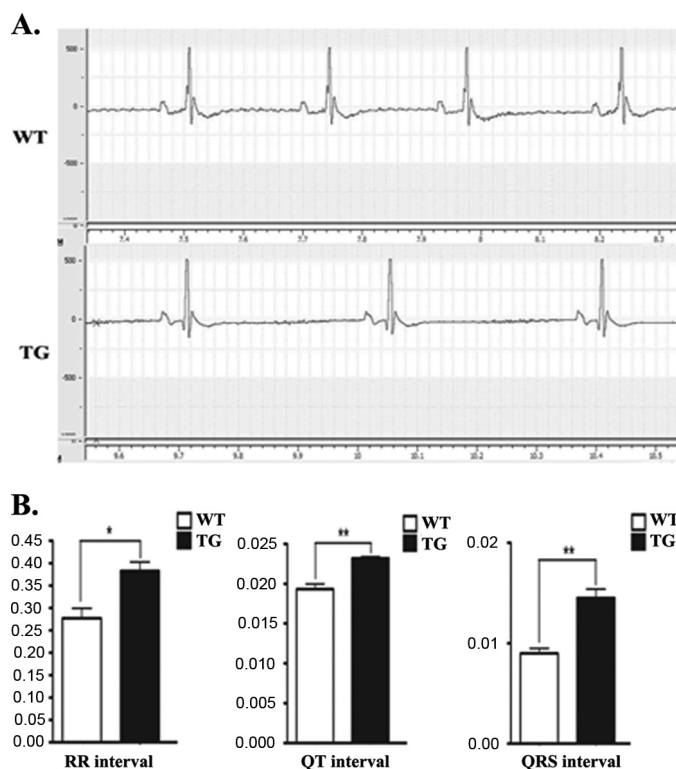 A.
500
0
-500
WT
7.4 7.5 7.6 7.7 7.8 7.9 8 8.1 8.2 8.3
500
0
TG
-500
9.6 9.7 9.8 9.9 10 10.1 10.2 10.3 10.4 10.5
B.
WT
TG
*
0.45
0.40
0.35
0.30
0.25
0.20
0.15
0.10
0.05
0.00
RR interval
WT
TG
**
0.025
0.020
0.015
0.010
0.005
0.000
QT interval
WT
TG
**
0.02
0.01
0.00
QRS interval